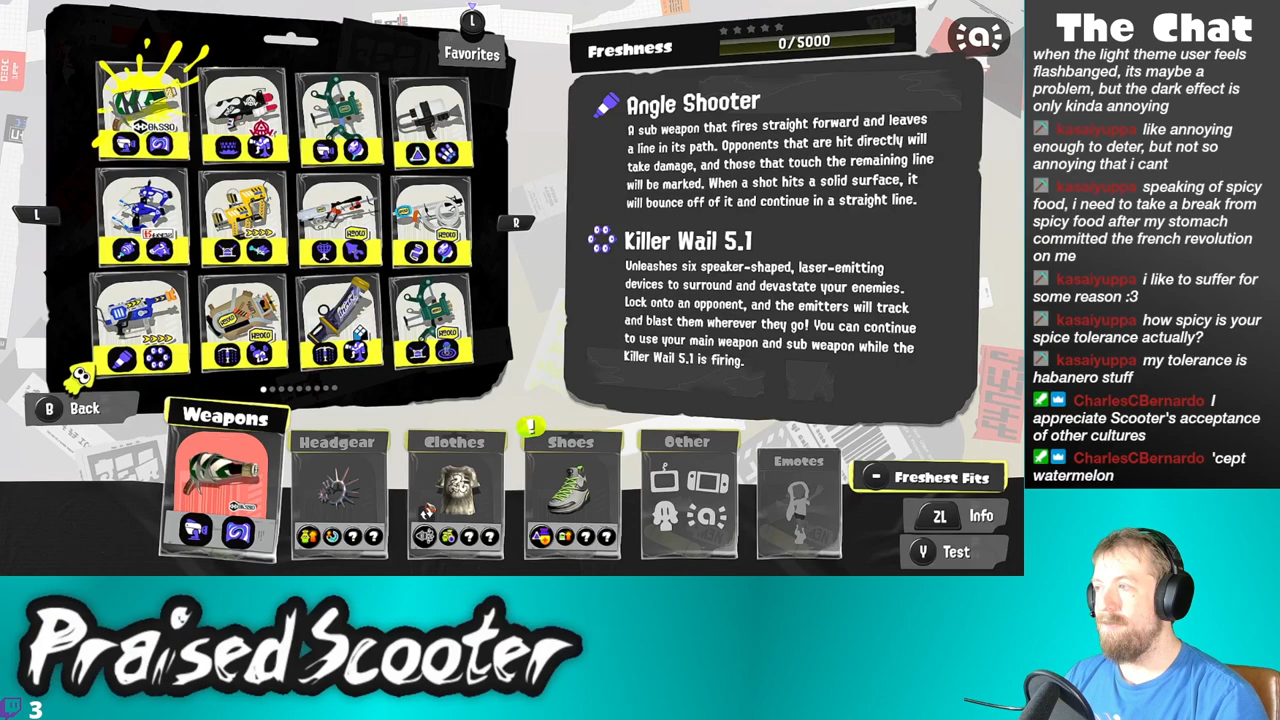 L
Favorites
L
R
B Back
Freshness
0/5000
Angle Shooter
A sub weapon that fires straight forward and leaves
a line in its path. Opponents that are hit directly will
take damage, and those that touch the remaining line
will be marked. When a shot hits a solid surface, it
will bounce off of it and continue in a straight line.
Killer Wail 5.1
Unleashes six speaker-shaped, laser-emitting
devices to surround and devastate your enemies.
Lock onto an opponent, and the emitters will track
and blast them wherever they go! You can continue
to use your main weapon and sub weapon while the
Killer Wail 5.1 is firing.
Weapons
Headgear
Clothes
!
Shoes
Other
Emotes
? ?
? ?
? ?
- Freshest Fits
ZL Info
Y Test
The Chat
when the light theme user feels
flashbanged, its maybe a
problem, but the dark effect is
only kinda annoying
kasaiyuppa like annoying
enough to deter, but not so
annoying that i cant
kasaiyuppa speaking of spicy
food, i need to take a break from
spicy food after my stomach
committed the french revolution
on me
kasaiyuppa i like to suffer for
some reason :3
kasaiyuppa how spicy is your
spice tolerance actually?
kasaiyuppa my tolerance is
habanero stuff
CharlesCBernardo I
appreciate Scooter's acceptance
of other cultures
CharlesCBernardo 'cept
watermelon
Praised Scooter
3